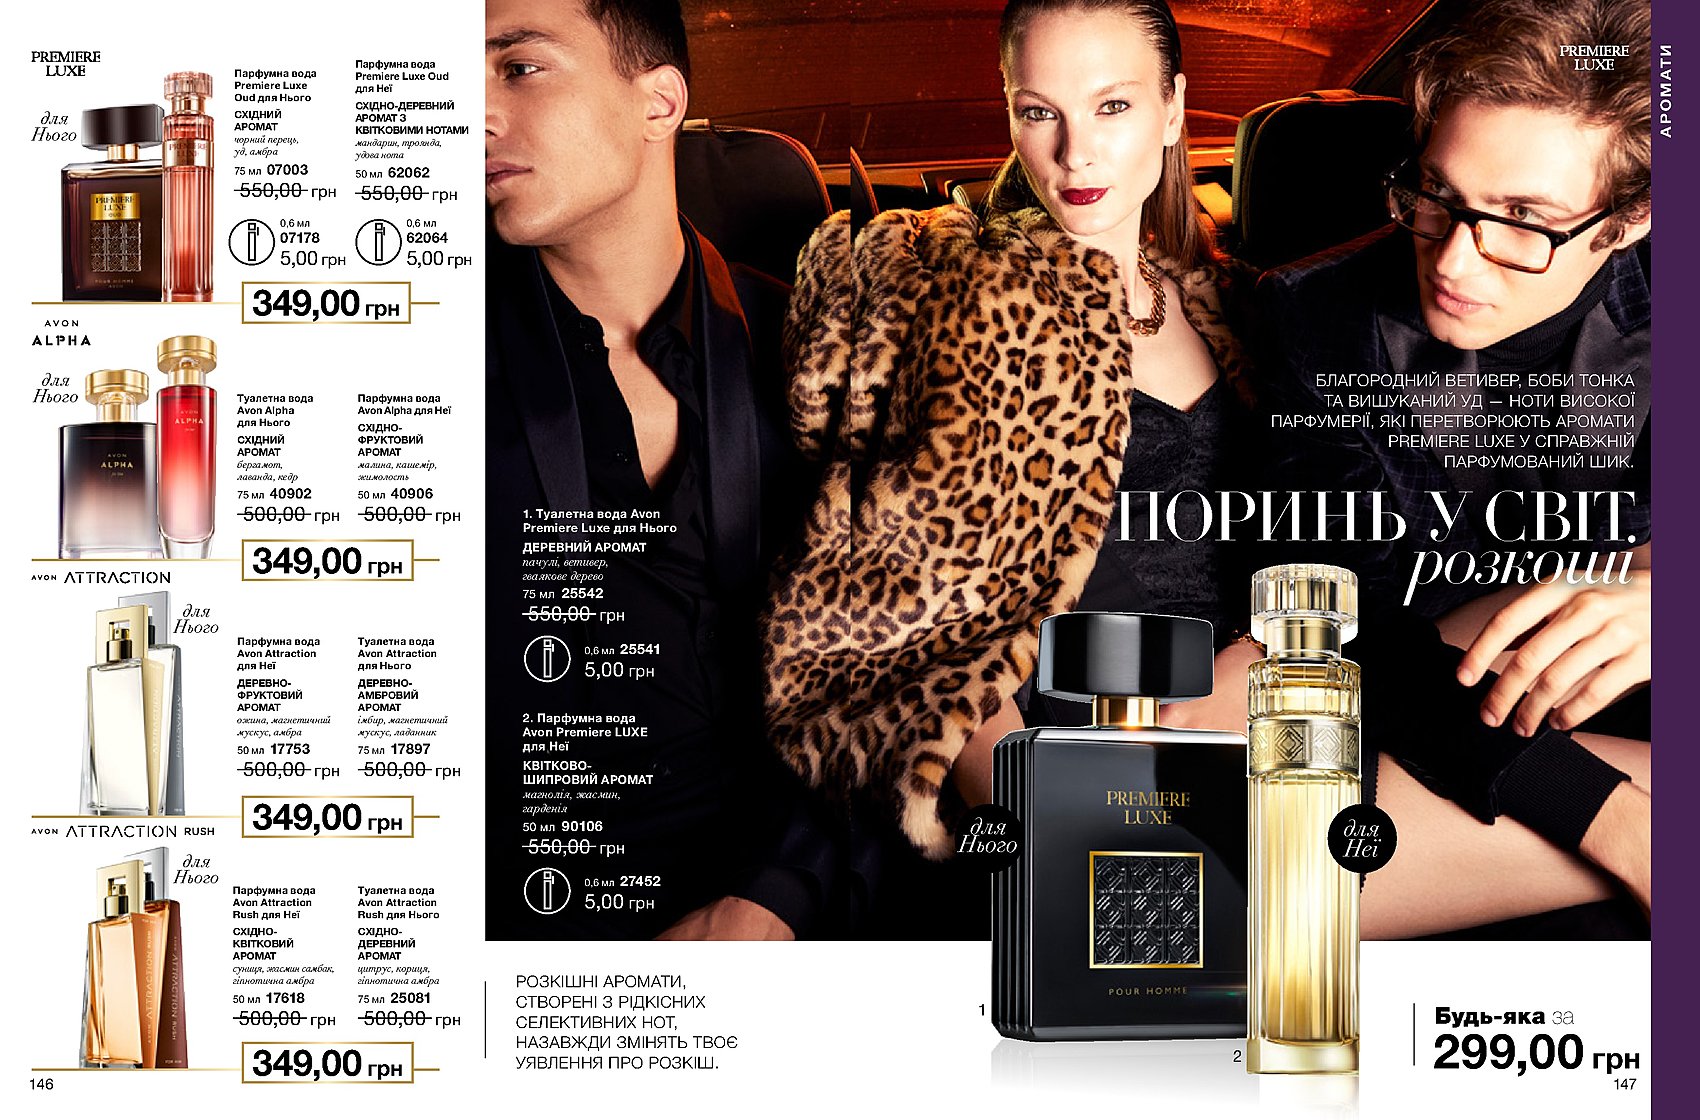 PREMIERE
LUXE
для
Нього
Парфумна вода
Premiere Luxe
Oud для Нього
СХІДНИЙ
АРОМАТ
чорний перець,
уд, амбра
75 мл 07003
550,00 грн
0,6 мл
07178
5,00 грн
Парфумна вода
Premiere Luxe Oud
для Неї
СХІДНО-ДЕРЕВНИЙ
АРОМАТ З
КВІТКОВИМИ НОТАМИ
мандарин, троянда,
удова нота
50 мл 62062
550,00 грн
0,6 мл
62064
5,00 грн
PREMIERE
LUXE
PREMIERE
LUXE
OUD
POUR HOMME
AVON
349,00 грн
AVON
ALPHA
для
Нього
AVON
ALPHA
AVON
ALPHA
Туалетна вода
Avon Alpha
для Нього
СХІДНИЙ
АРОМАТ
бергамот,
лаванда, кедр
75 мл 40902
500,00 грн
Парфумна вода
Avon Alpha для Неї
СХІДНО-
ФРУКТОВИЙ
АРОМАТ
малина, кашемір,
жимолость
50 мл 40906
500,00 грн
349,00 грн
AVON ATTRACTION
для
Нього
Парфумна вода
Avon Attraction
для Неї
ДЕРЕВНО-
ФРУКТОВИЙ
АРОМАТ
ожина, магнетичний
мускус, амбра
50 мл 17753
500,00 грн
Туалетна вода
Avon Attraction
для Нього
ДЕРЕВНО-
АМБРОВИЙ
АРОМАТ
імбир, магнетичний
мускус, ладанник
75 мл 17897
500,00 грн
349,00 грн
AVON ATTRACTION RUSH
для
Нього
Парфумна вода
Avon Attraction
Rush для Неї
СХІДНО-
КВІТКОВИЙ
АРОМАТ
суниця, жасмин самбак,
гіпнотична амбра
50 мл 17618
500,00 грн
Туалетна вода
Avon Attraction
Rush для Нього
СХІДНО-
ДЕРЕВНИЙ
АРОМАТ
цитрус, кориця,
гіпнотична амбра
75 мл 25081
500,00 грн
349,00 грн
146
1. Туалетна вода Avon
Premiere Luxe для Нього
ДЕРЕВНИЙ АРОМАТ
пачулі, ветивер,
гваякове дерево
75 мл 25542
550,00 грн
0,6 мл 25541
5,00 грн
2. Парфумна вода
Avon Premiere LUXE
для Неї
КВІТКОВО-
ШИПРОВИЙ АРОМАТ
магнолія, жасмин,
гарденія
50 мл 90106
550,00 грн
0,6 мл 27452
5,00 грн
РОЗКІШНІ АРОМАТИ,
СТВОРЕНІ З РІДКІСНИХ
СЕЛЕКТИВНИХ НОТ,
НАЗАВЖДИ ЗМІНЯТЬ ТВОЄ
УЯВЛЕННЯ ПРО РОЗКІШ.
PREMIERE
LUXE
АРОМАТИ
БЛАГОРОДНИЙ ВЕТИВЕР, БОБИ ТОНКА
ТА ВИШУКАНИЙ УД — НОТИ ВИСОКОЇ
ПАРФУМЕРІЇ, ЯКІ ПЕРЕТВОРЮЮТЬ АРОМАТИ
PREMIERE LUXE У СПРАВЖНІЙ
ПАРФУМОВАНИЙ ШИК.
ПОРИНЬ У СВІТ.
розкоші
для
Нього
PREMIERE
LUXE
POUR HOMME
для
Неї
1
2
Будь-яка за
299,00 грн
147